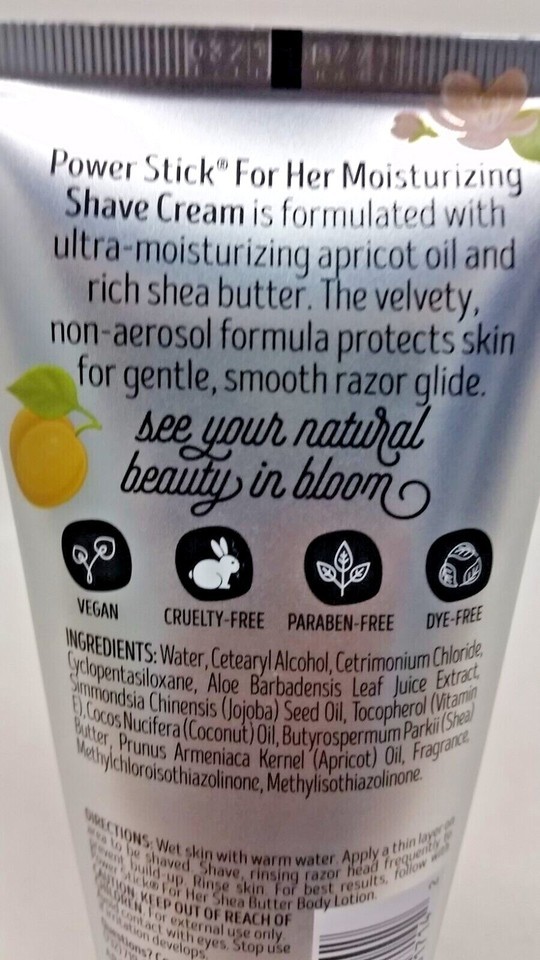 Power Stick® For Her Moisturizing
Shave Cream is formulated with
ultra-moisturizing apricot oil and
rich shea butter. The velvety,
non-aerosol formula protects skin
for gentle, smooth razor glide.
see your natural
beauty in bloom
VEGAN
CRUELTY-FREE
PARABEN-FREE
DYE-FREE
INGREDIENTS: Water, Cetearyl Alcohol, Cetrimonium Chloride,
Cyclopentasiloxane, Aloe Barbadensis Leaf Juice Extract,
Simmondsia Chinensis (Jojoba) Seed Oil, Tocopherol (Vitamin
E), Cocos Nucifera (Coconut) Oil, Butyrospermum Parkii (Shea)
Butter, Prunus Armeniaca Kernel (Apricot) Oil, Fragrance,
Methylchloroisothiazolinone, Methylisothiazolinone.
DIRECTIONS: Wet skin with warm water. Apply a thin layer
area to be shaved. Shave, rinsing razor head frequently to
prevent build-up. Rinse skin. For best results, follow with
Power Stick® For Her Shea Butter Body Lotion.
CAUTION: KEEP OUT OF REACH OF
CHILDREN. For external use only.
contact with eyes. Stop use
irritation develops.
Questions?